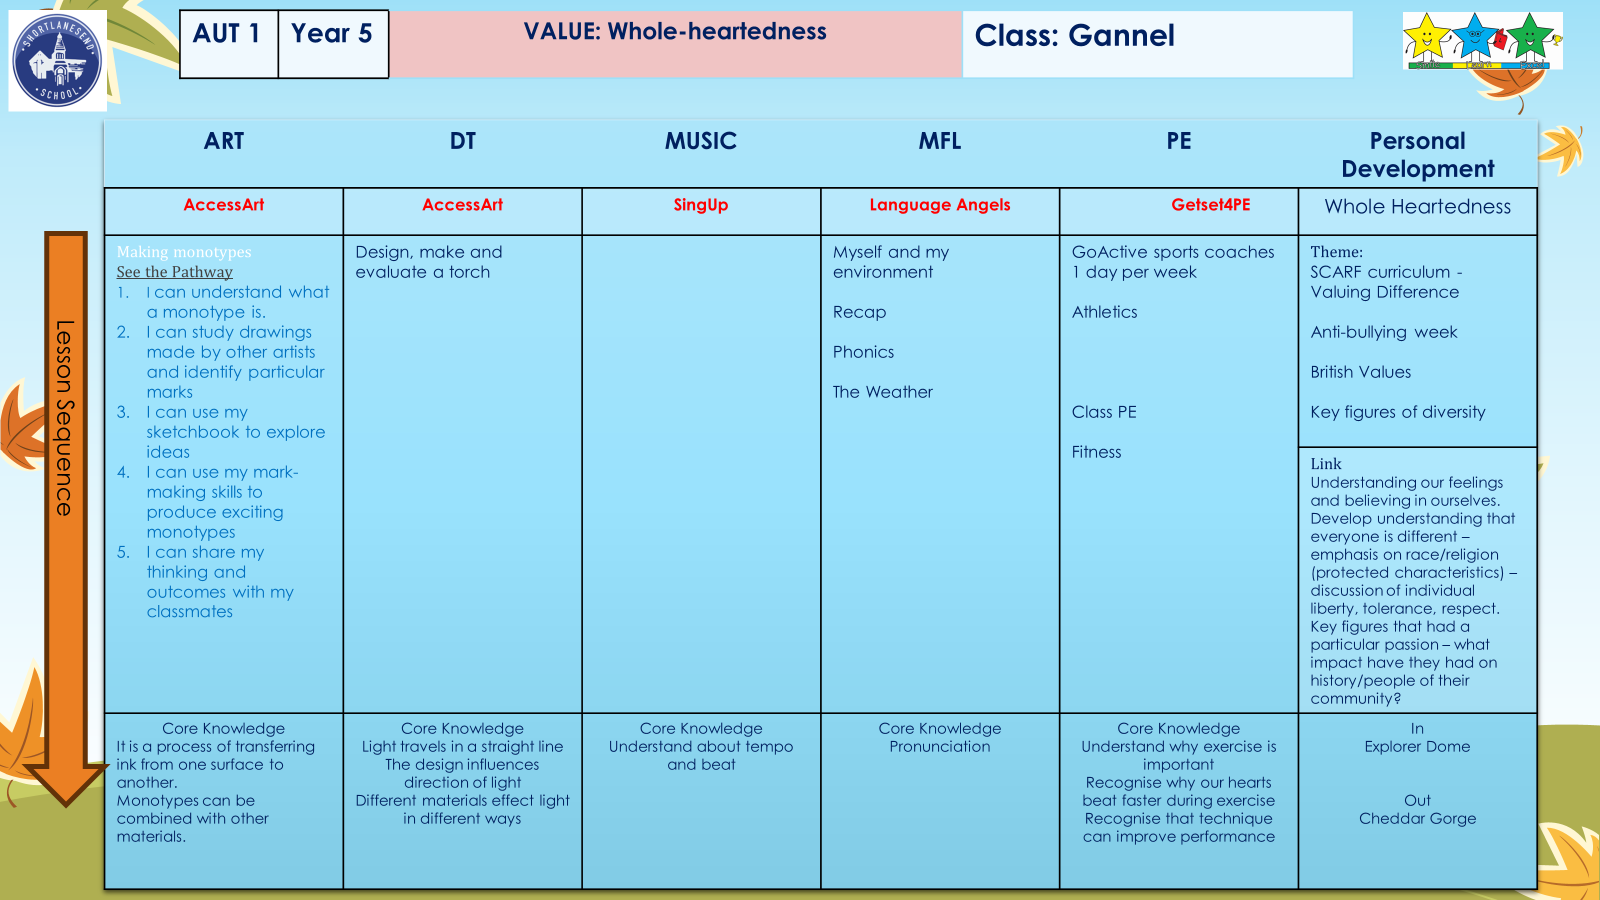 SHORTLANESEND
SCHOOL
AUT 1
Year 5
VALUE: Whole-heartedness
Class: Gannel
ART
DT
MUSIC
MFL
PE
Personal
Development
AccessArt
AccessArt
SingUp
Language Angels
Getset4PE
Whole Heartedness
Lesson Sequence
Making monotypes
See the Pathway
1. I can understand what
a monotype is.
2. I can study drawings
made by other artists
and identify particular
marks
3. I can use my
sketchbook to explore
ideas
4. I can use my mark-
making skills to
produce exciting
monotypes
5. I can share my
thinking and
outcomes with my
classmates
Design, make and
evaluate a torch
Myself and my
environment
Recap
Phonics
The Weather
GoActive sports coaches
1 day per week
Athletics
Class PE
Fitness
Theme:
SCARF curriculum -
Valuing Difference
Anti-bullying week
British Values
Key figures of diversity
Link
Understanding our feelings
and believing in ourselves.
Develop understanding that
everyone is different –
emphasis on race/religion
(protected characteristics) –
discussion of individual
liberty, tolerance, respect.
Key figures that had a
particular passion – what
impact have they had on
history/people of their
community?
Core Knowledge
It is a process of transferring
ink from one surface to
another.
Monotypes can be
combined with other
materials.
Core Knowledge
Light travels in a straight line
The design influences
direction of light
Different materials effect light
in different ways
Core Knowledge
Understand about tempo
and beat
Core Knowledge
Pronunciation
Core Knowledge
Understand why exercise is
important
Recognise why our hearts
beat faster during exercise
Recognise that technique
can improve performance
In
Explorer Dome
Out
Cheddar Gorge